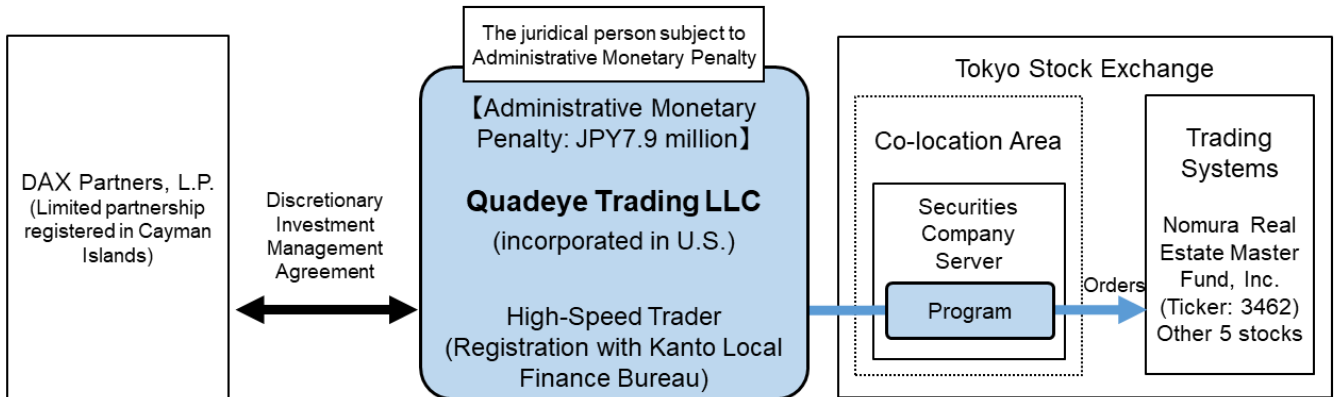 DAX Partners, L.P.
(Limited partnership
registered in Cayman
Islands)
Discretionary
Investment
Management
Agreement
The juridical person subject to
Administrative Monetary Penalty
【Administrative Monetary
Penalty: JPY7.9 million】
Quadeye Trading LLC
(incorporated in U.S.)
High-Speed Trader
(Registration with Kanto Local
Finance Bureau)
Tokyo Stock Exchange
Co-location Area
Securities
Company
Server
Program
Orders
Trading
Systems
Nomura Real
Estate Master
Fund, Inc.
(Ticker: 3462)
Other 5 stocks